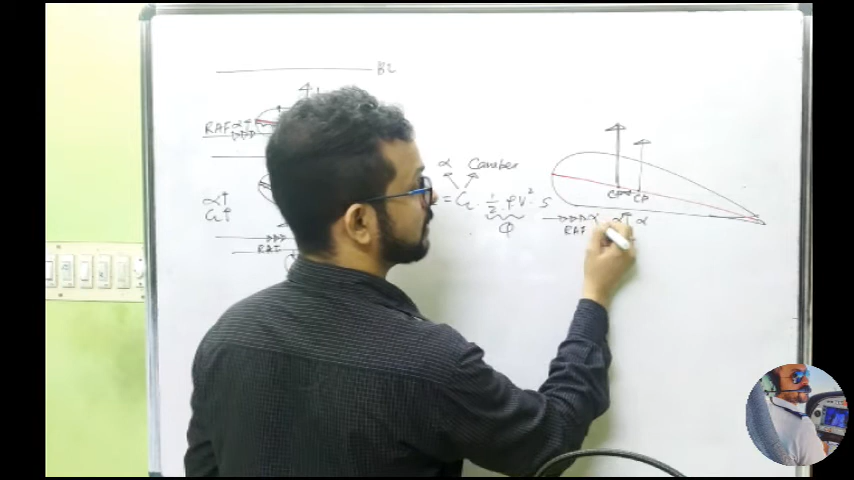 BL
RAF α↑
α↑
CL↑
RAF
α Camber
= CL · 1/2 ρV² · S
q
CP CP
α α↑ α
RAF